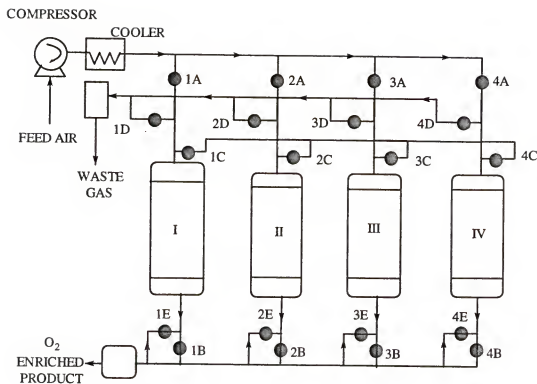 COMPRESSOR
COOLER
1A
2A
3A
4A
1D
2D
3D
4D
FEED AIR
1C
2C
3C
4C
WASTE
GAS
I
II
III
IV
1E
2E
3E
4E
O2
ENRICHED
PRODUCT
1B
2B
3B
4B